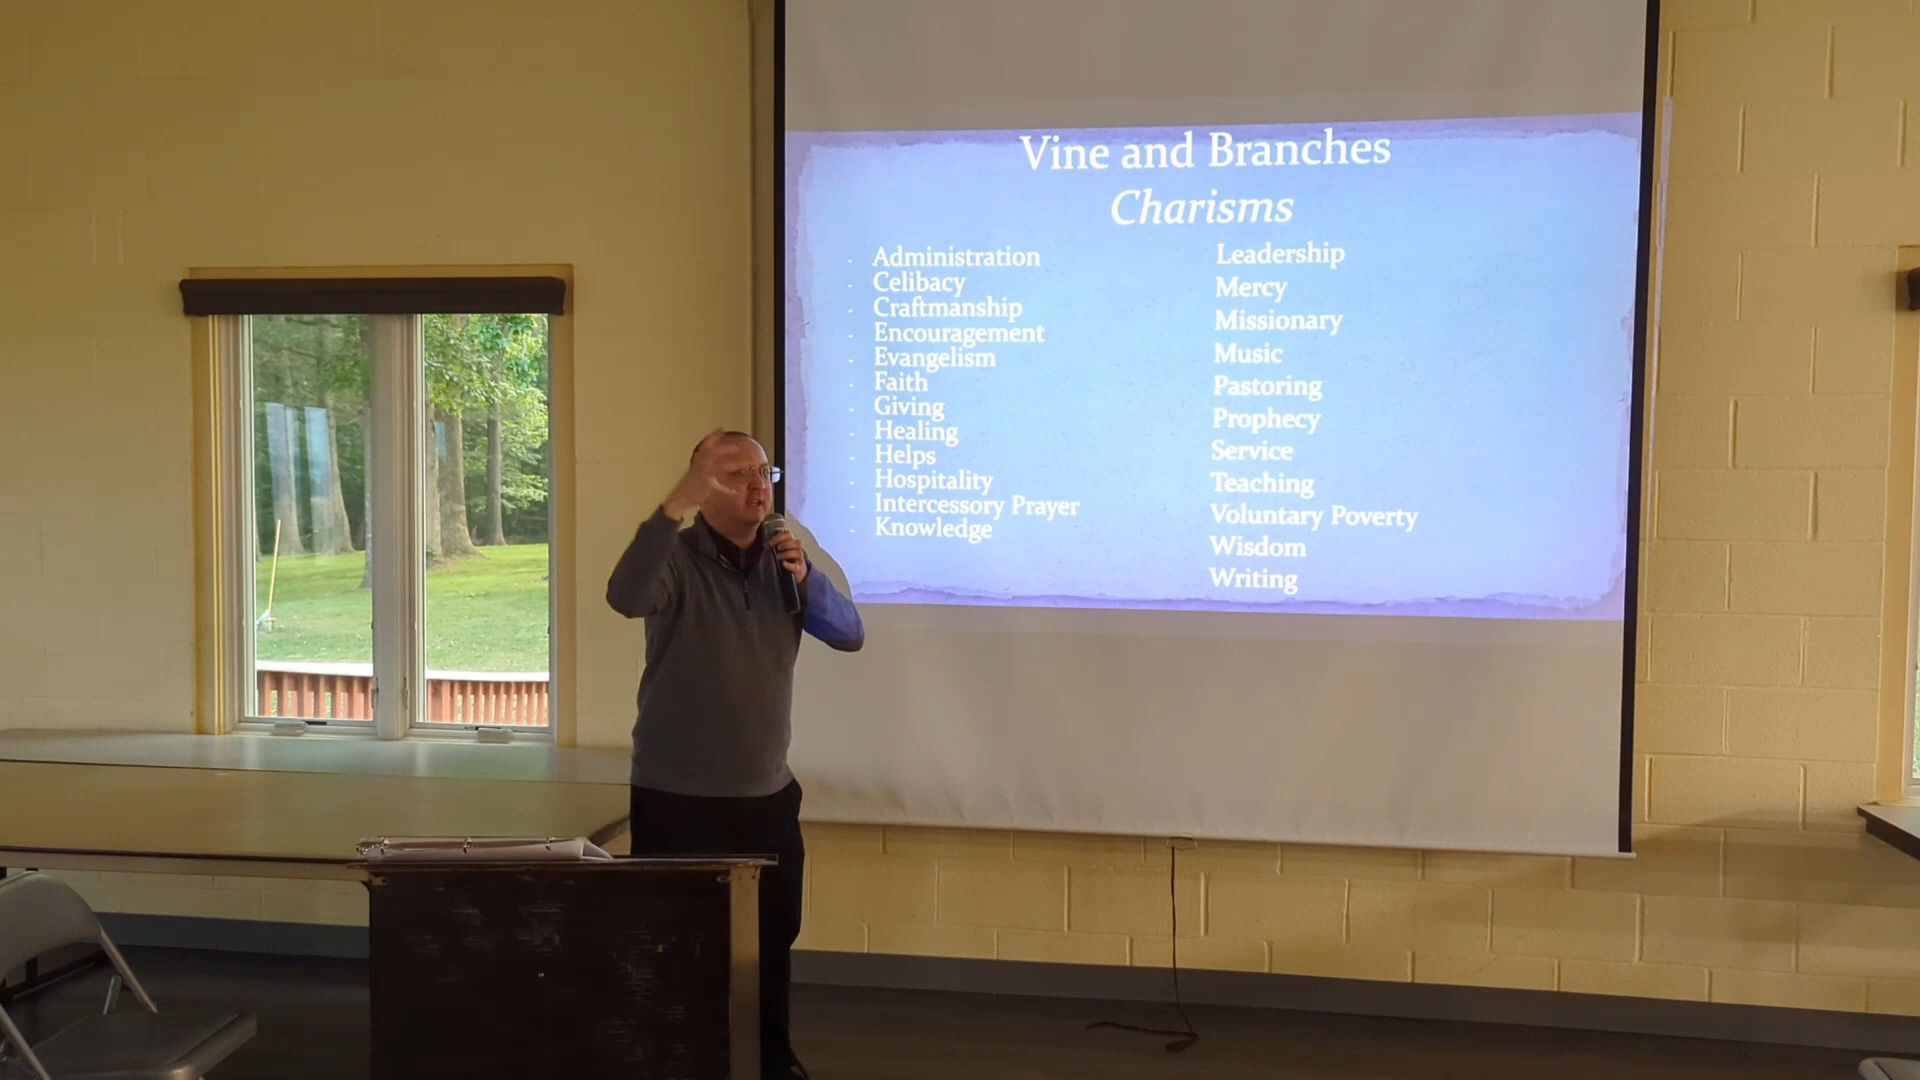 Vine and Branches
Charisms
- Administration
- Celibacy
- Craftmanship
- Encouragement
- Evangelism
- Faith
- Giving
- Healing
- Helps
- Hospitality
- Intercessory Prayer
- Knowledge
Leadership
Mercy
Missionary
Music
Pastoring
Prophecy
Service
Teaching
Voluntary Poverty
Wisdom
Writing